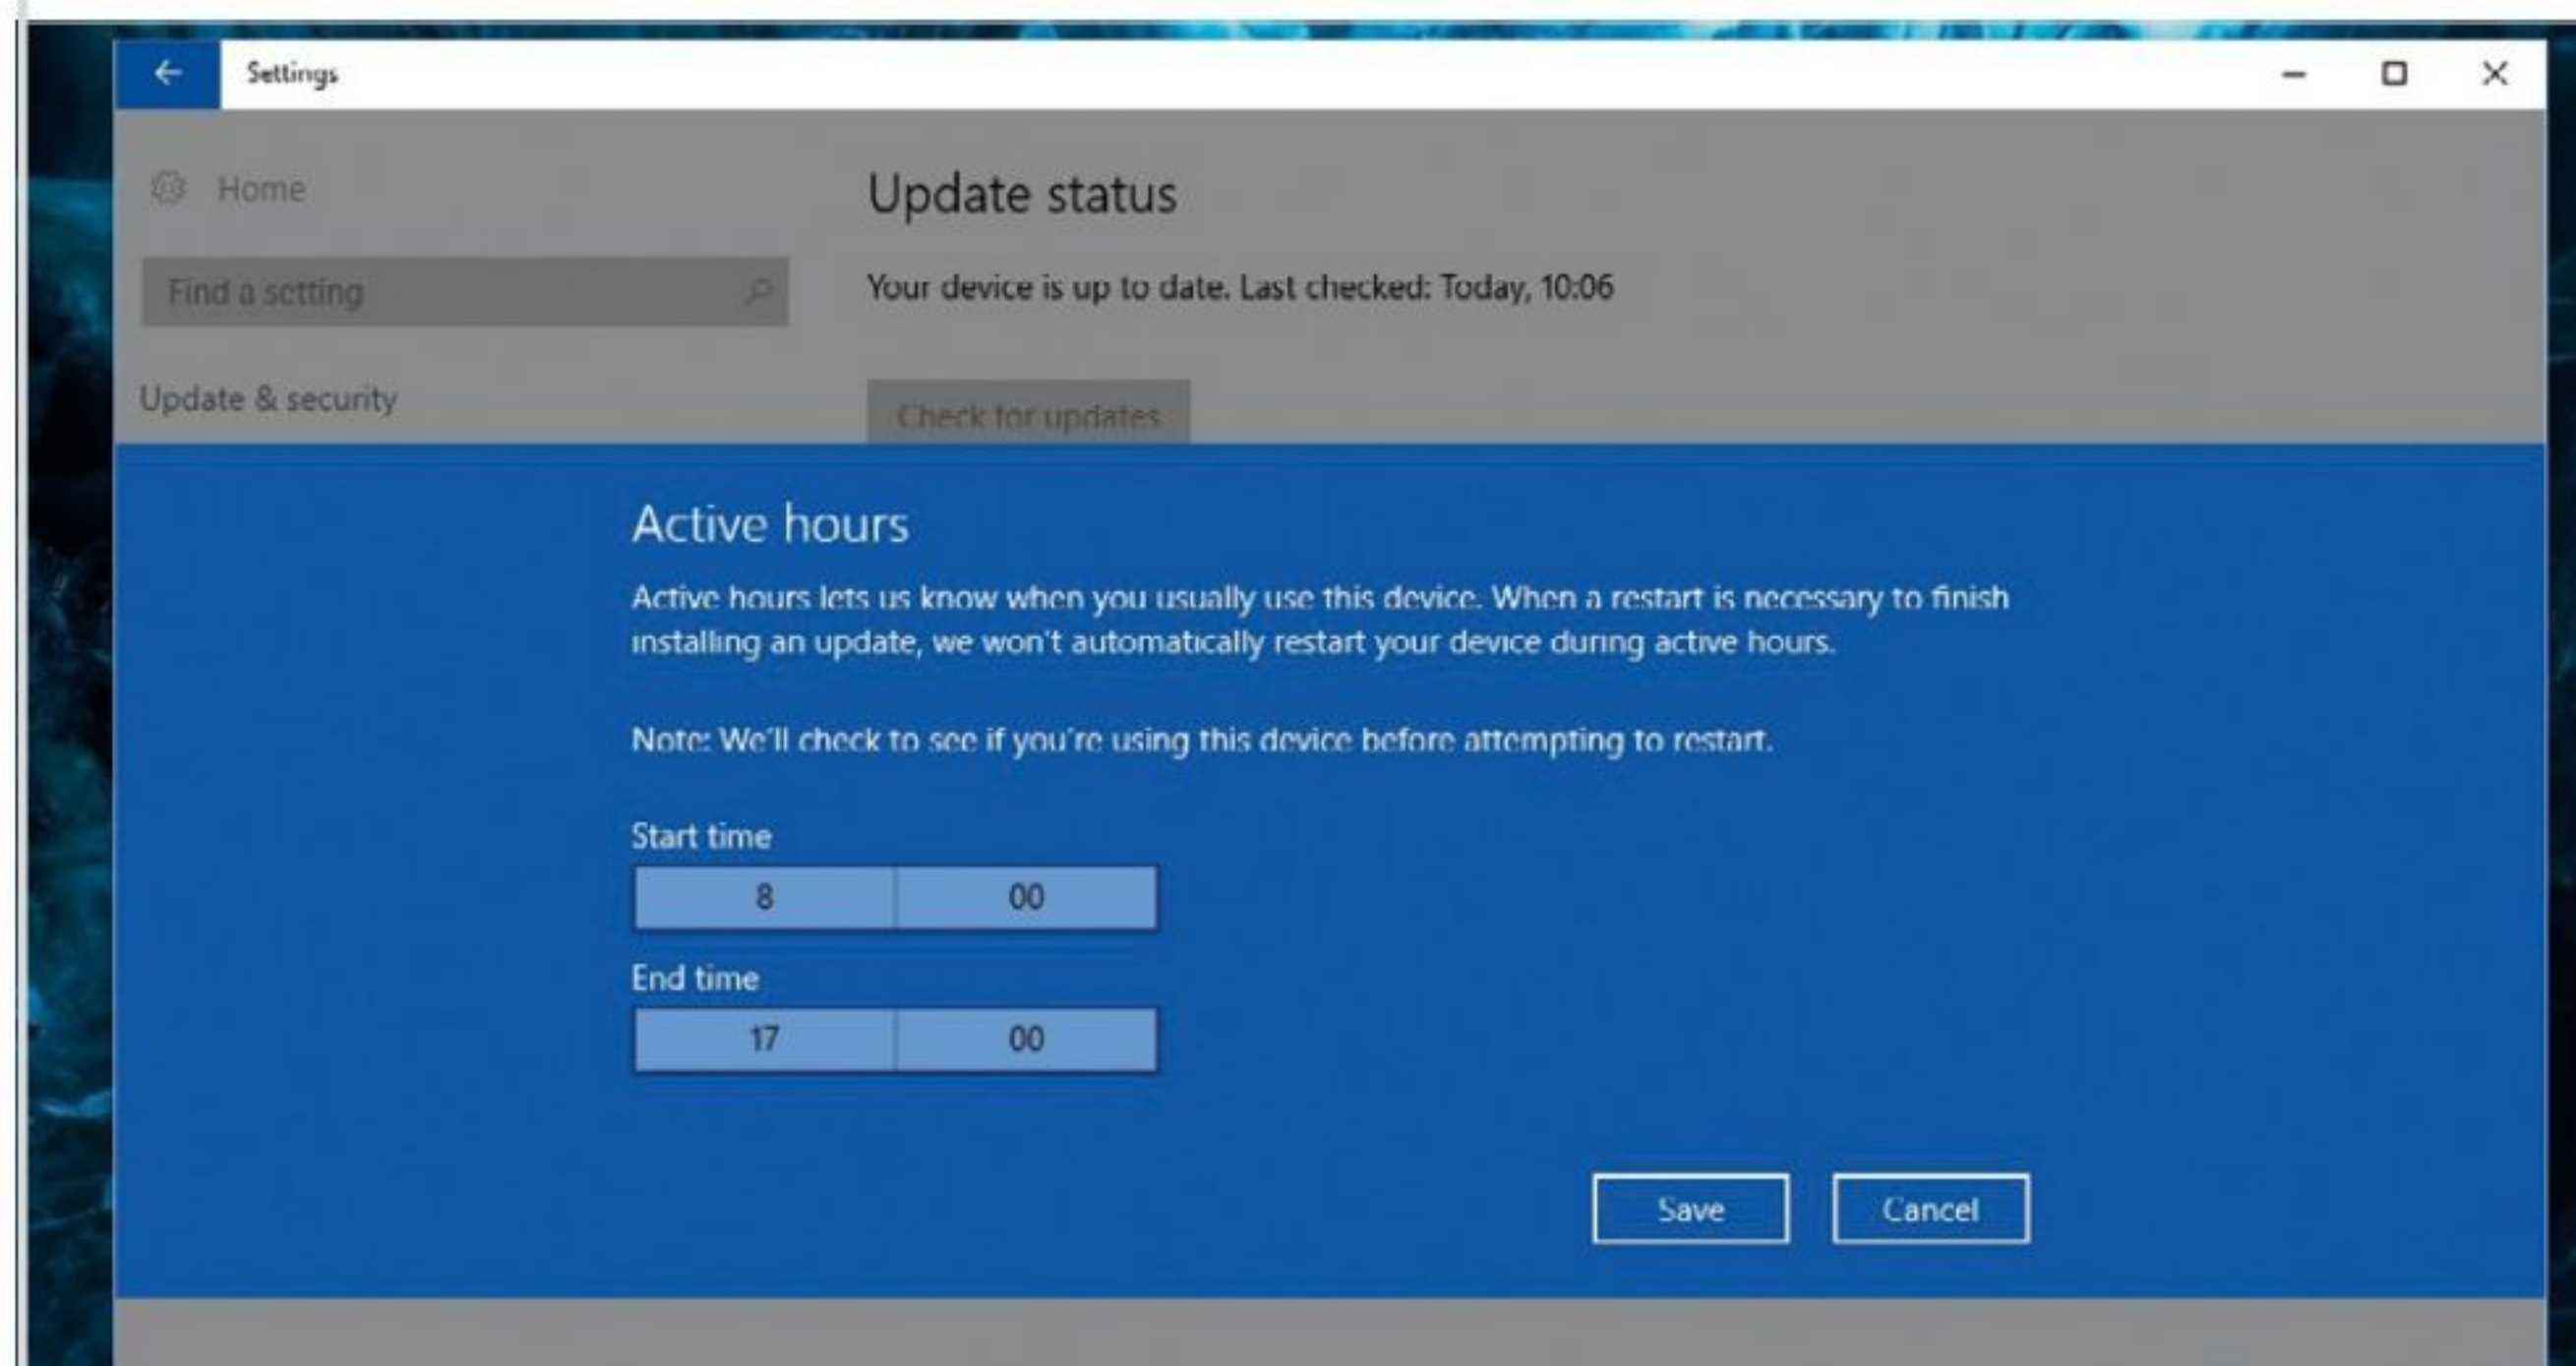 Settings
Home
Update status
Find a setting
Your device is up to date. Last checked: Today, 10:06
Update & security
Check for updates
Active hours
Active hours lets us know when you usually use this device. When a restart is necessary to finish
installing an update, we won't automatically restart your device during active hours.
Note: We'll check to see if you're using this device before attempting to restart.
Start time
8 00
End time
17 00
Save Cancel